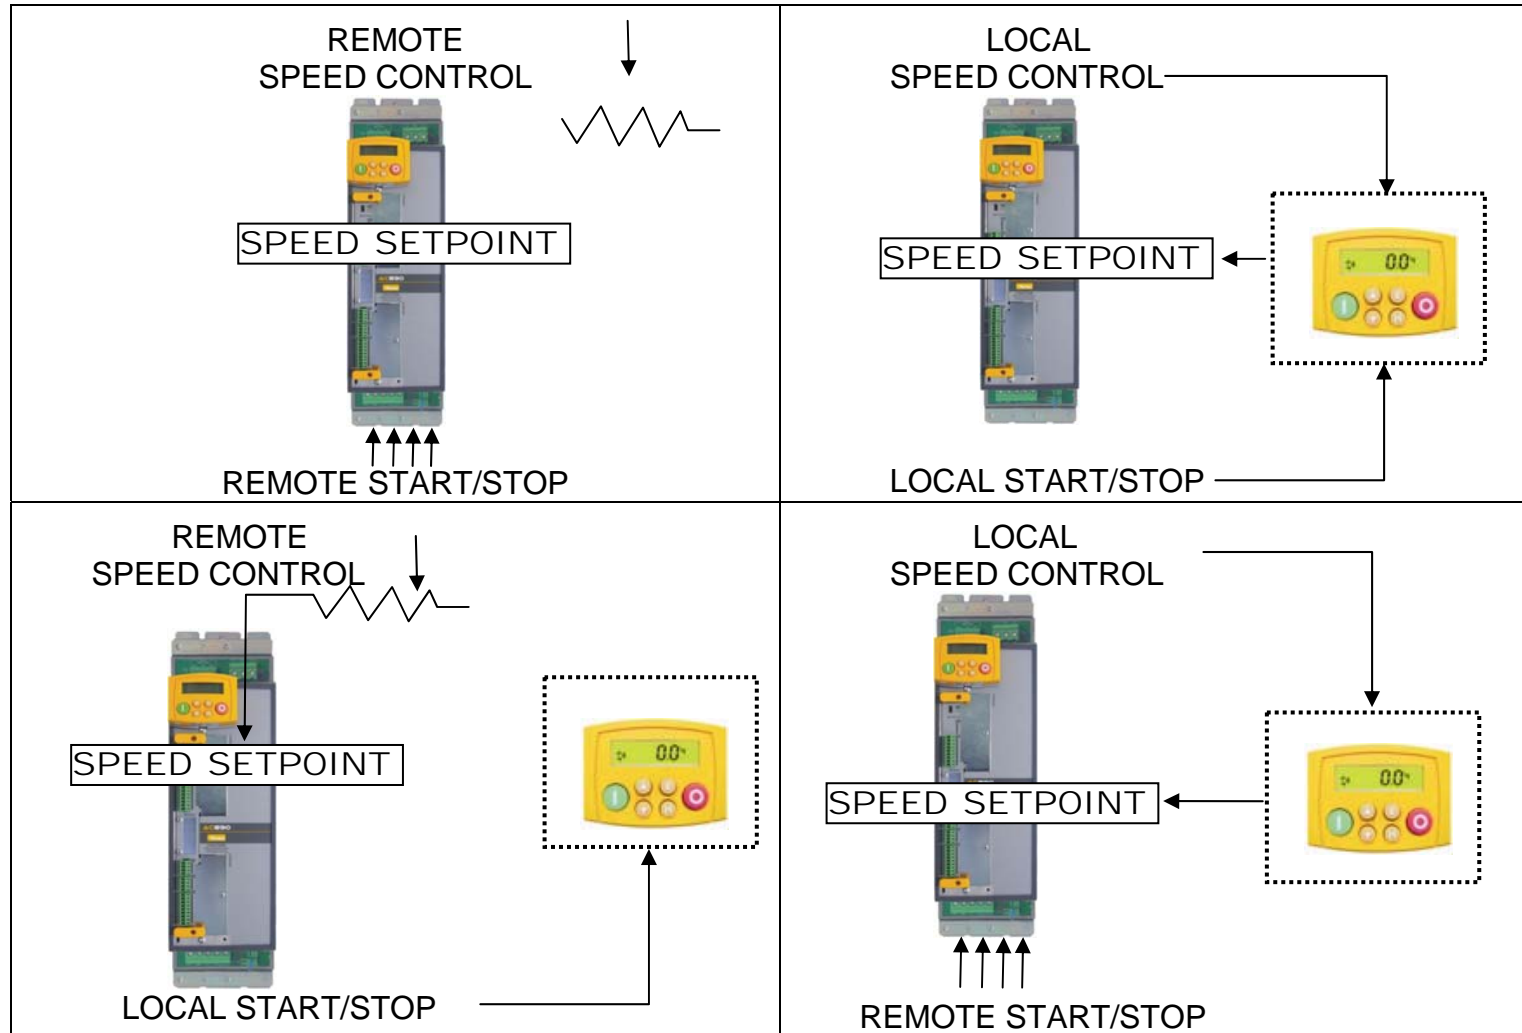 REMOTE
SPEED CONTROL
SPEED SETPOINT
REMOTE START/STOP
LOCAL
SPEED CONTROL
SPEED SETPOINT
0.0
LOCAL START/STOP
REMOTE
SPEED CONTROL
SPEED SETPOINT
0.0
LOCAL START/STOP
LOCAL
SPEED CONTROL
SPEED SETPOINT
0.0
REMOTE START/STOP